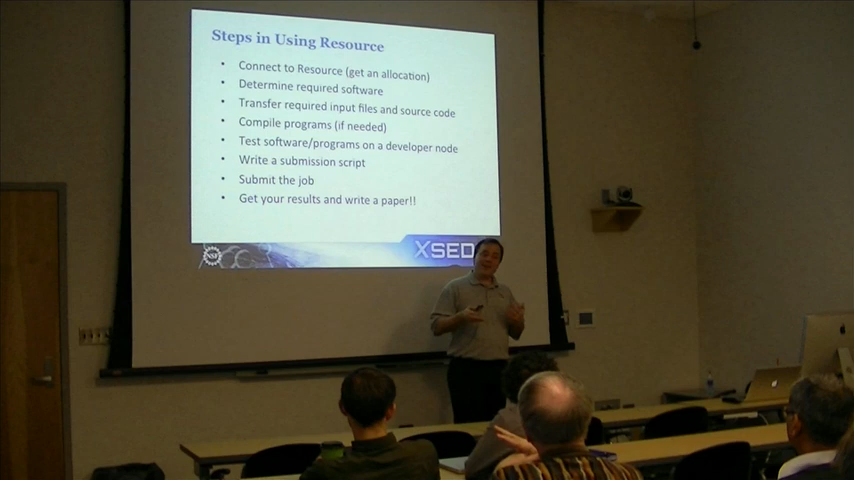 Steps in Using Resource
• Connect to Resource (get an allocation)
• Determine required software
• Transfer required input files and source code
• Compile programs (if needed)
• Test software/programs on a developer node
• Write a submission script
• Submit the job
• Get your results and write a paper!!
NSF
XSED